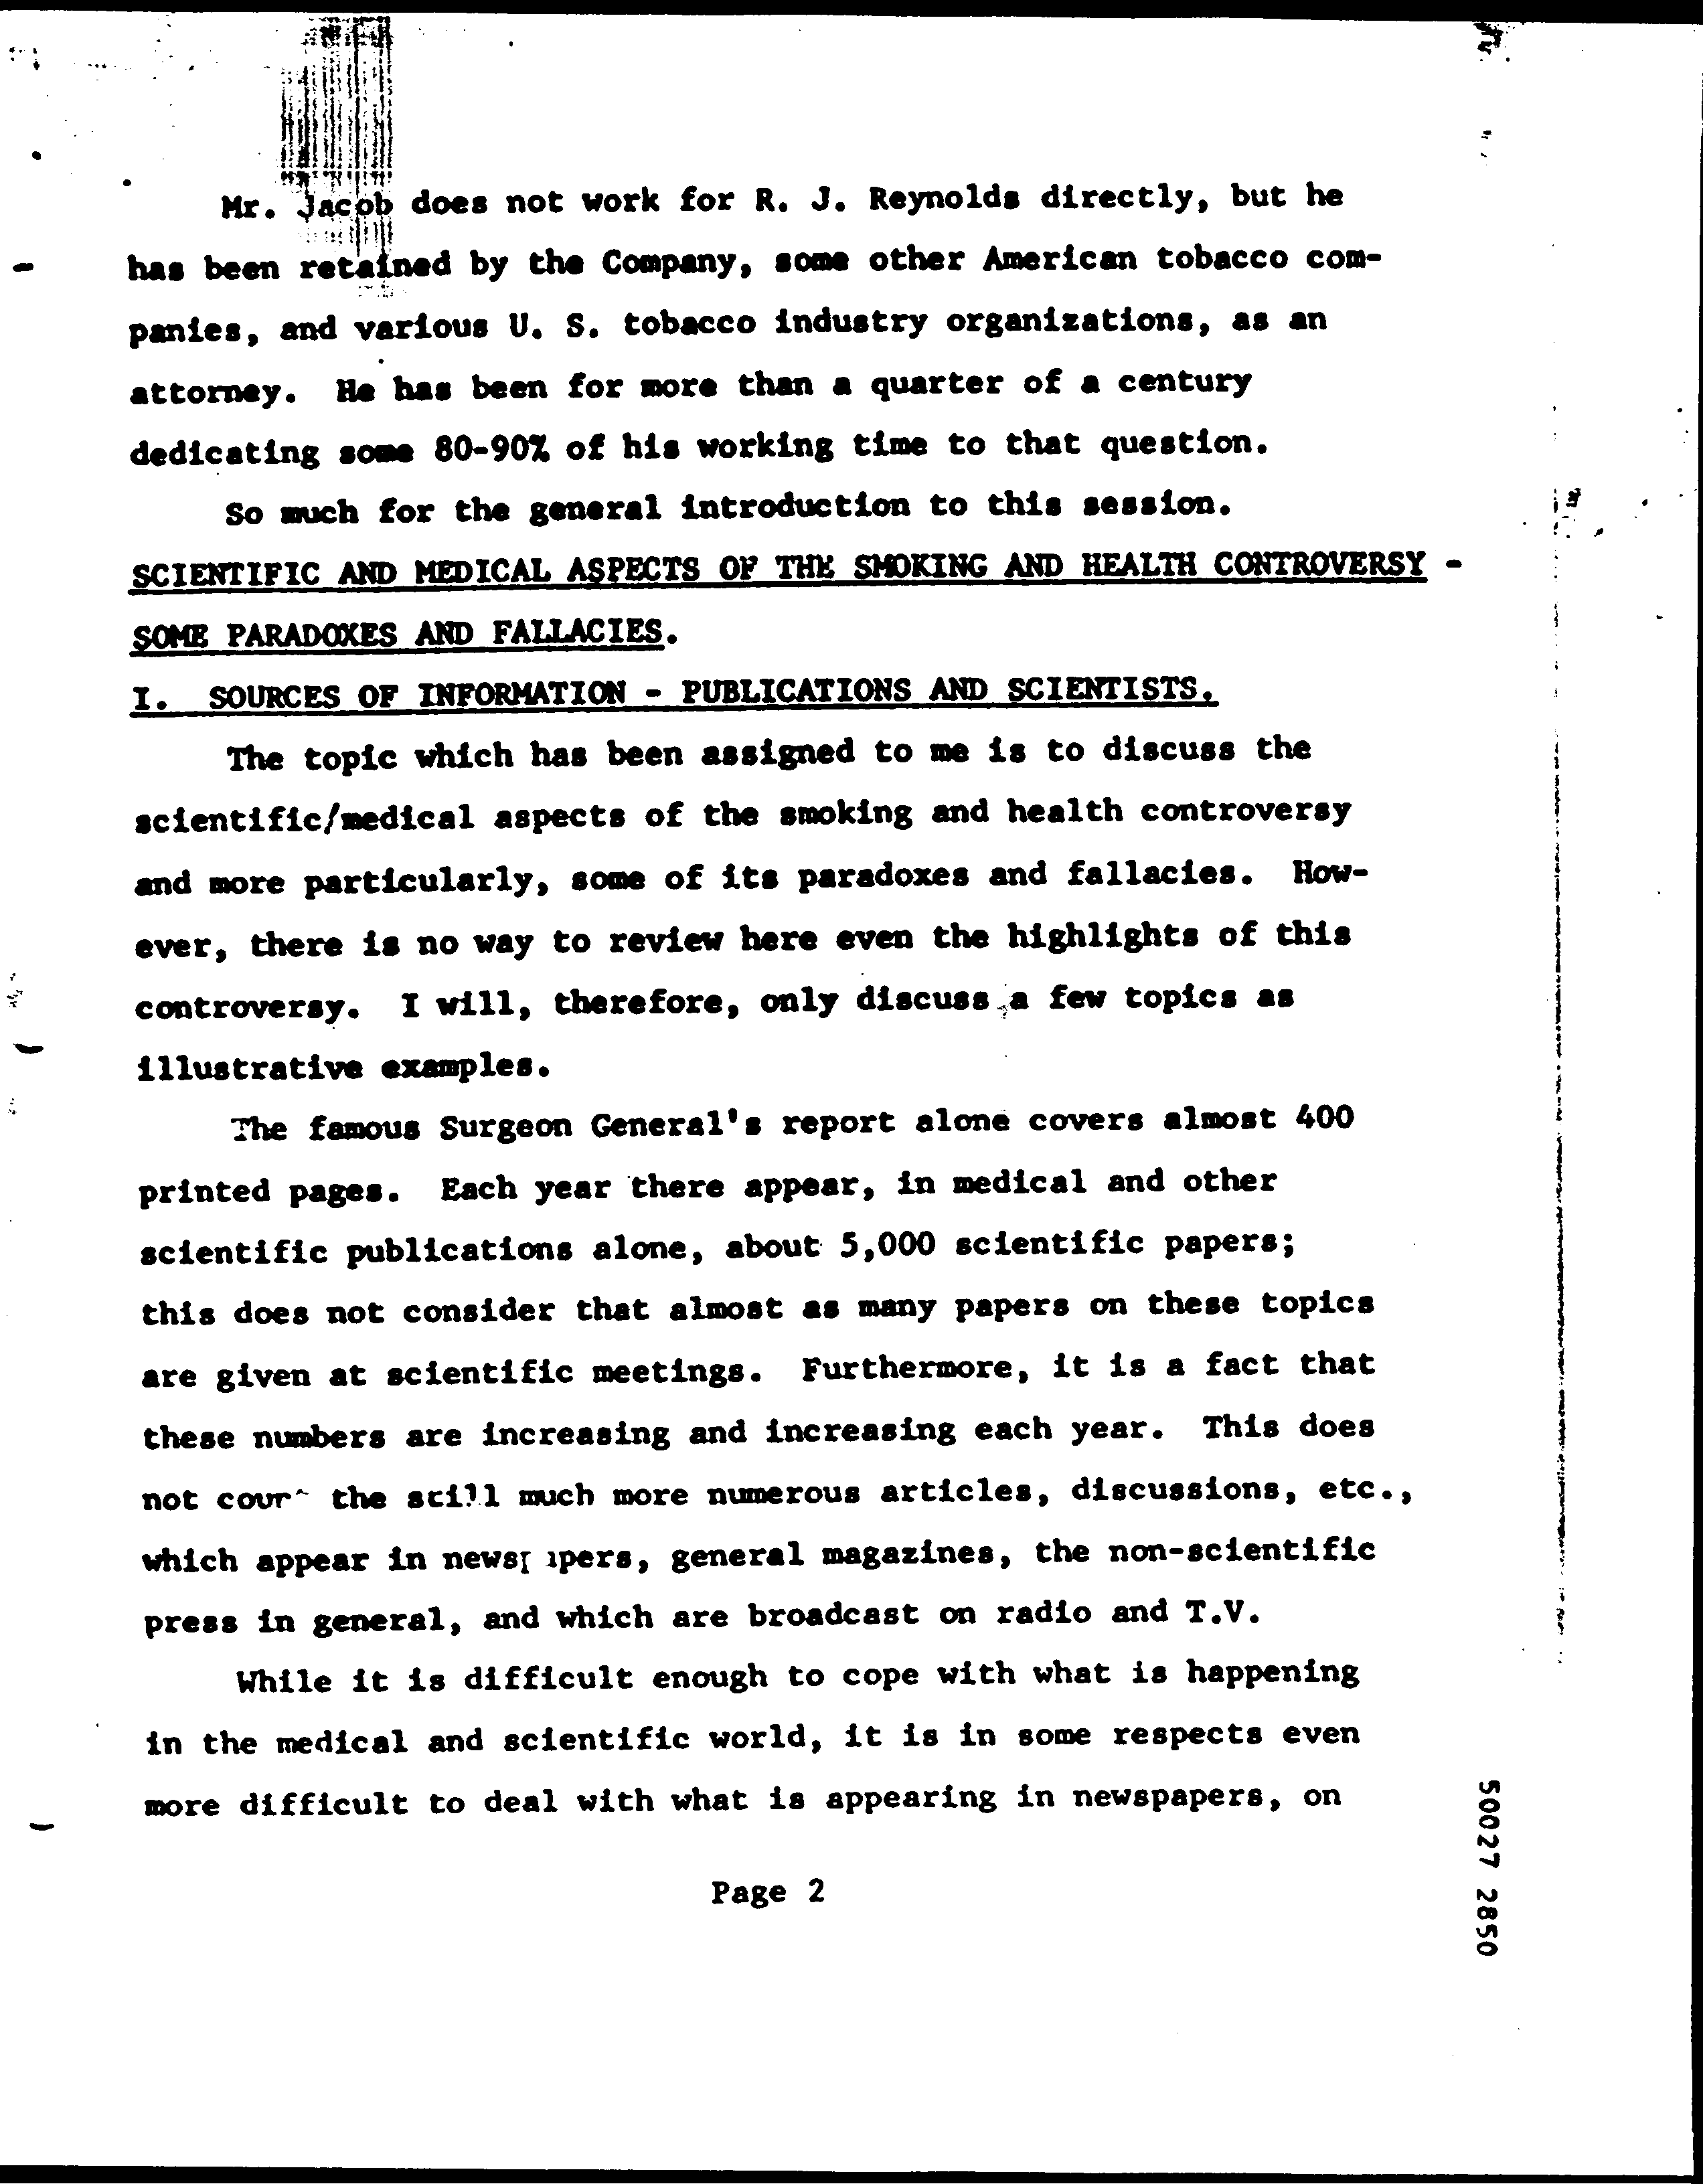 Mr. Jacob does not work for R. J. Reynolds directly, but he
has been retained by the Company, some other American tobacco com-
panies, and various U. S. tobacco industry organizations, as an
attorney. He has been for more than a quarter of a century
dedicating some 80-90% of his working time to that question.
So much for the general introduction to this session.
SCIENTIFIC AND MEDICAL ASPECTS OF THE SMOKING AND HEALTH CONTROVERSY -
SOME PARADOXES AND FALLACIES.
I. SOURCES OF INFORMATION - PUBLICATIONS AND SCIENTISTS.
The topic which has been assigned to me is to discuss the
scientific/medical aspects of the smoking and health controversy
and more particularly, some of its paradoxes and fallacies. How-
ever, there is no way to review here even the highlights of this
controversy. I will, therefore, only discuss a few topics as
illustrative examples.
The famous Surgeon General's report alone covers almost 400
printed pages. Each year there appear, in medical and other
scientific publications alone, about 5,000 scientific papers;
this does not consider that almost as many papers on these topics
are given at scientific meetings. Furthermore, it is a fact that
these numbers are increasing and increasing each year. This does
not count the still much more numerous articles, discussions, etc.,
which appear in newspapers, general magazines, the non-scientific
press in general, and which are broadcast on radio and T.V.
While it is difficult enough to cope with what is happening
in the medical and scientific world, it is in some respects even
more difficult to deal with what is appearing in newspapers, on
Page 2
50027 2850